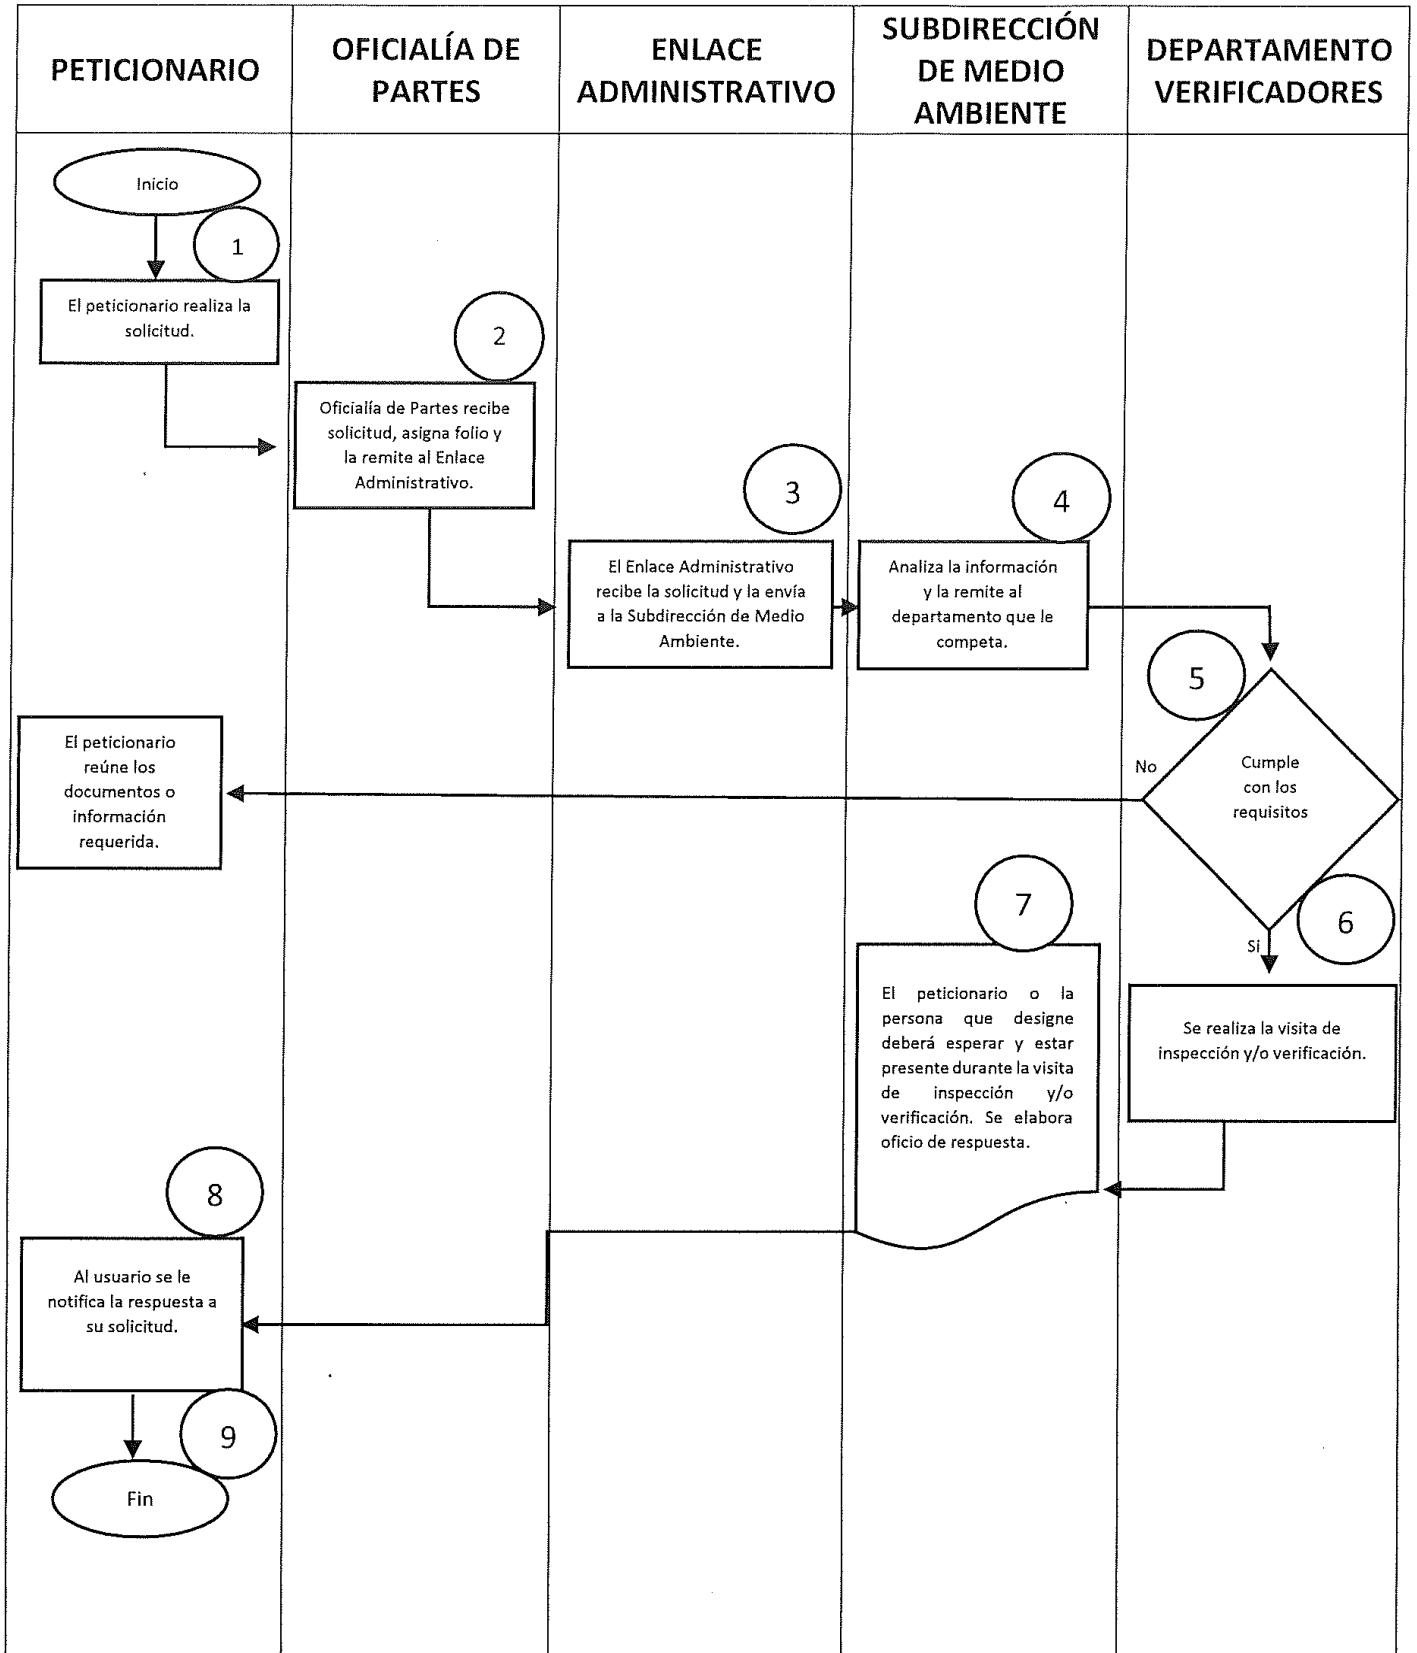 PETICIONARIO
OFICIALÍA DE
PARTES
ENLACE
ADMINISTRATIVO
SUBDIRECCIÓN
DE MEDIO
AMBIENTE
DEPARTAMENTO
VERIFICADORES
Inicio
1
El peticionario realiza la
solicitud.
2
Oficialía de Partes recibe
solicitud, asigna folio y
la remite al Enlace
Administrativo.
3
El Enlace Administrativo
recibe la solicitud y la envía
a la Subdirección de Medio
Ambiente.
4
Analiza la información
y la remite al
departamento que le
competa.
5
Cumple
con los
requisitos
No
El peticionario
reúne los
documentos o
información
requerida.
Si
6
Se realiza la visita de
inspección y/o verificación.
7
El peticionario o la
persona que designe
deberá esperar y estar
presente durante la visita
de inspección y/o
verificación. Se elabora
oficio de respuesta.
8
Al usuario se le
notifica la respuesta a
su solicitud.
9
Fin